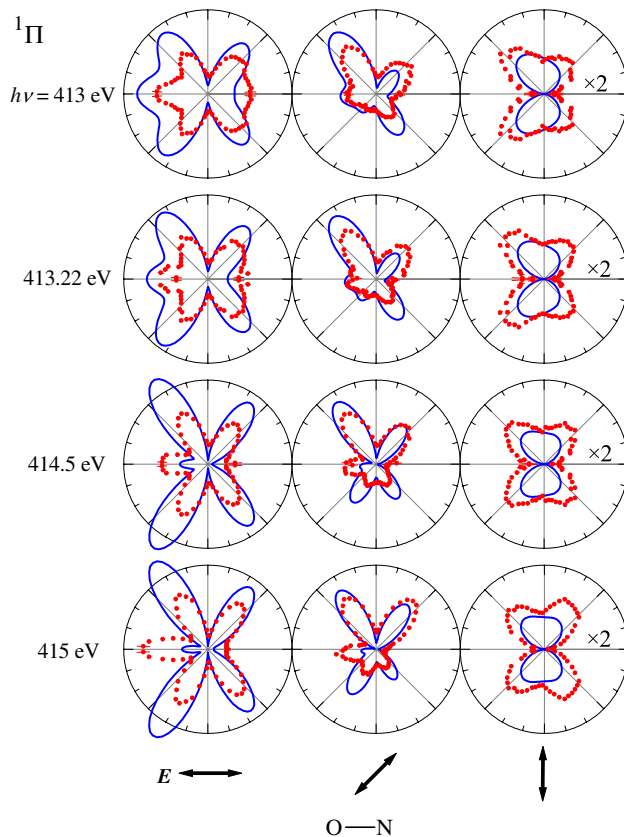 ¹Π
hν = 413 eV
×2
413.22 eV
×2
414.5 eV
×2
415 eV
×2
E
O—N